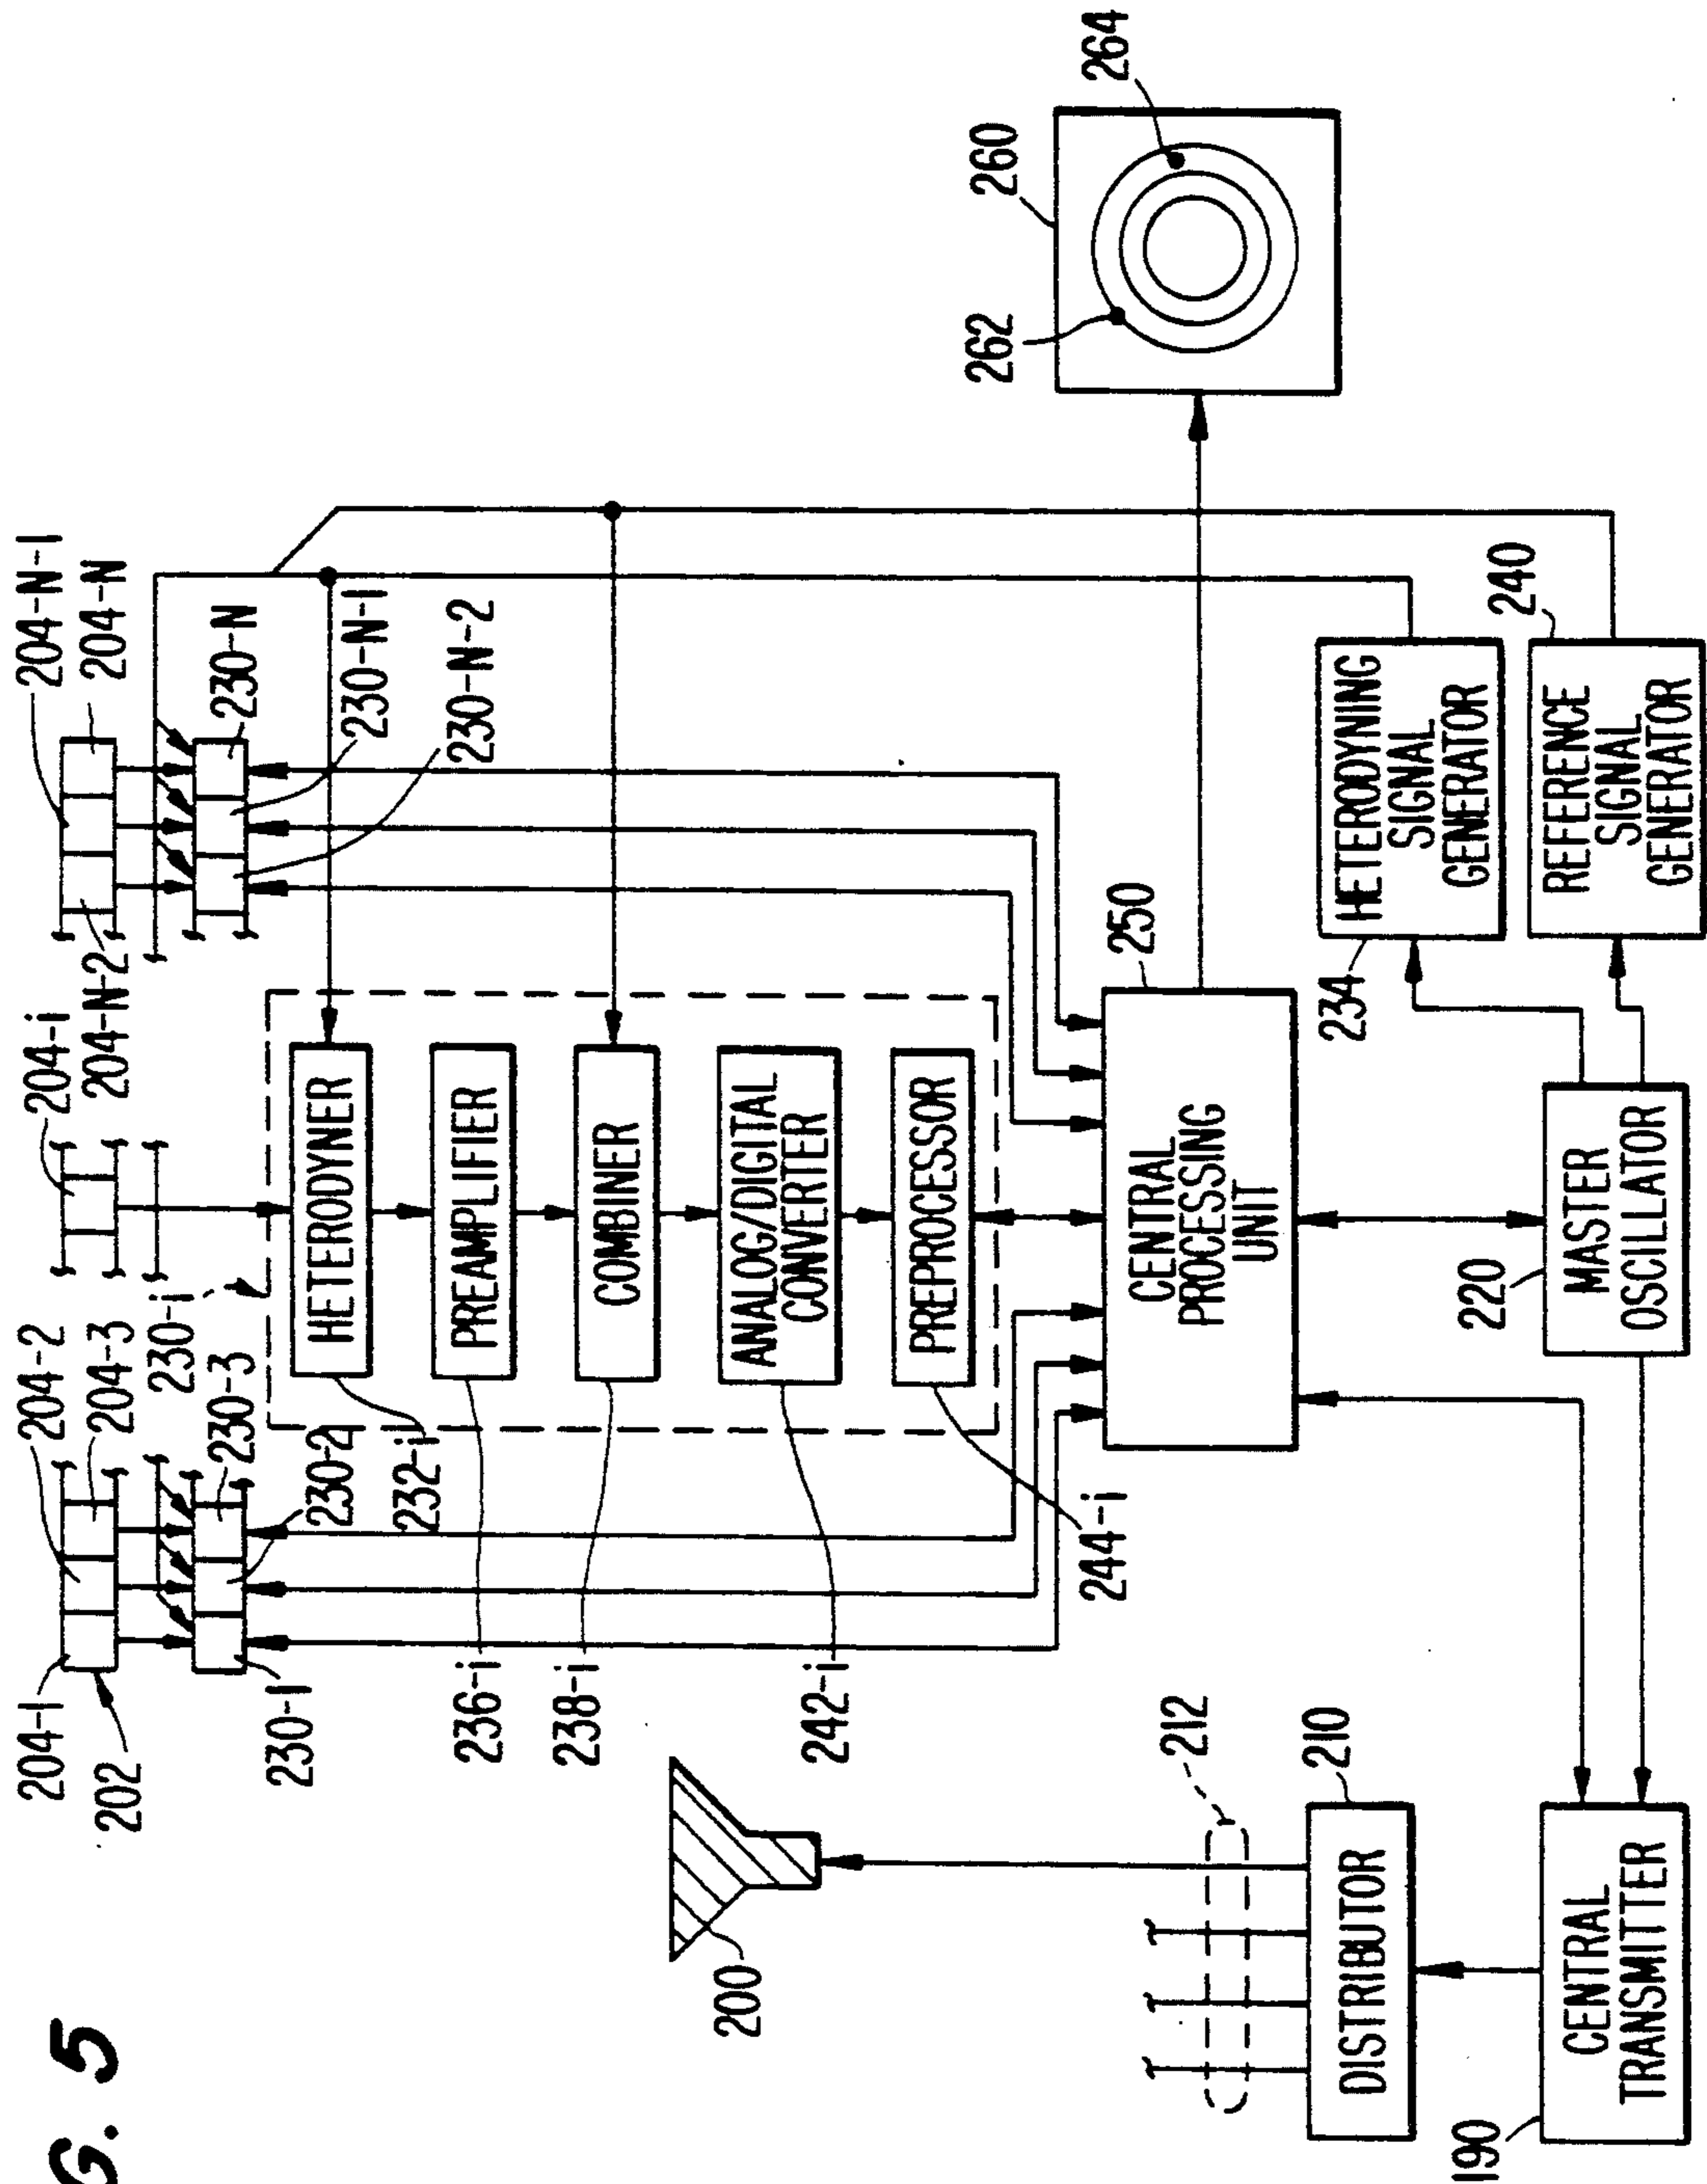 G. 5
204-1
204-2
204-3
202
204-i
204-N-2
204-N-1
204-N
230-1
230-2
230-3
230-i
230-N
230-N-1
230-N-2
232-i
HETERODYNER
236-i
PREAMPLIFIER
238-i
COMBINER
242-i
ANALOG/DIGITAL
CONVERTER
244-i
PREPROCESSOR
200
212
210
DISTRIBUTOR
190
CENTRAL
TRANSMITTER
250
CENTRAL
PROCESSING
UNIT
220
MASTER
OSCILLATOR
234
HETERODYNING
SIGNAL
GENERATOR
240
REFERENCE
SIGNAL
GENERATOR
260
262
264